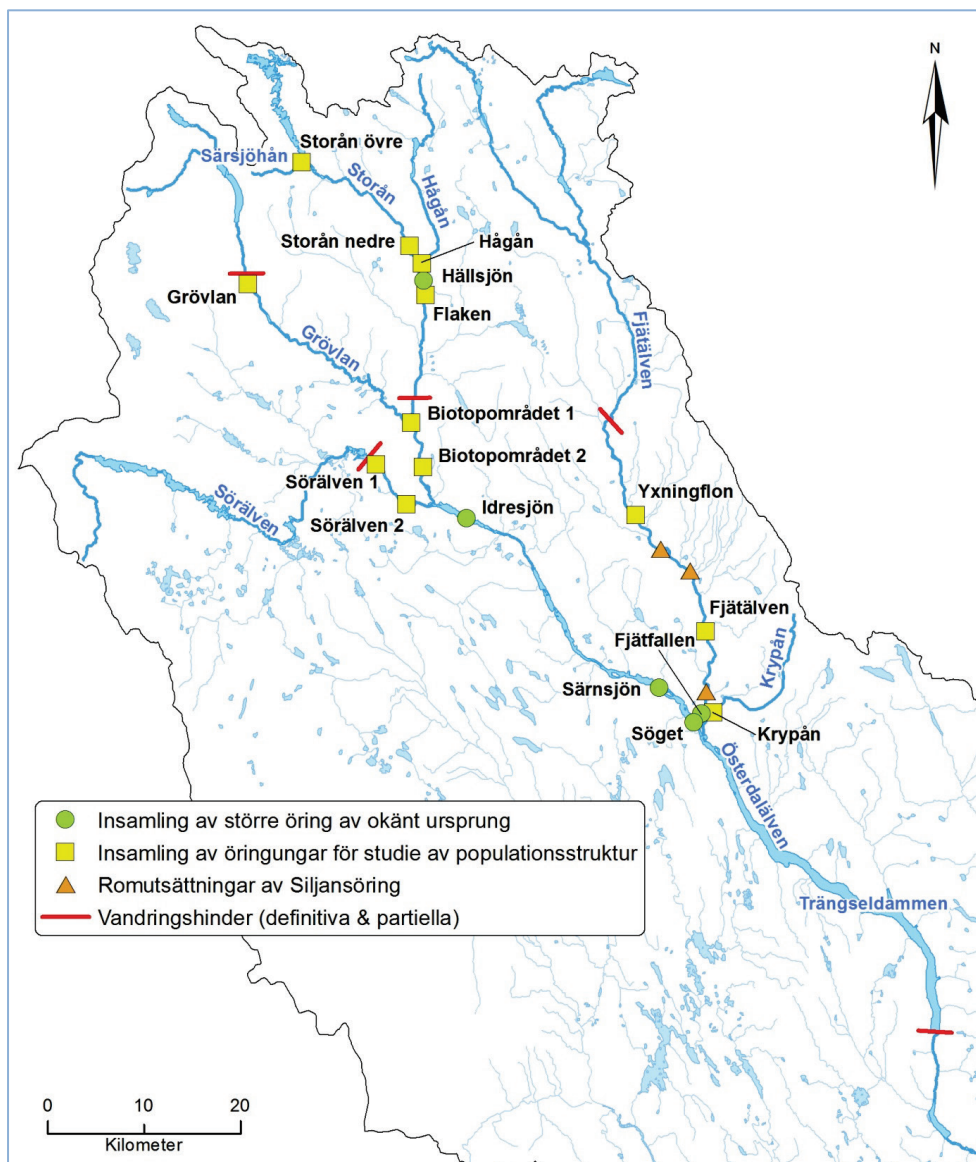 N
Storån övre
Särsjöhån
Storån
Hågån
Storån nedre
Hågån
Hällsjön
Grövlan
Flaken
Fjätälven
Grövlan
Biotopområdet 1
Biotopområdet 2
Sörälven 1
Yxningflon
Idresjön
Sörälven
Sörälven 2
Fjätälven
Fjätfallen
Krypån
Särnsjön
Krypån
Söget
Österdalälven
Insamling av större öring av okänt ursprung
Insamling av öringungar för studie av populationsstruktur
Romutsättningar av Siljansöring
Vandringshinder (definitiva & partiella)
Trängseldammen
0 10 20
Kilometer